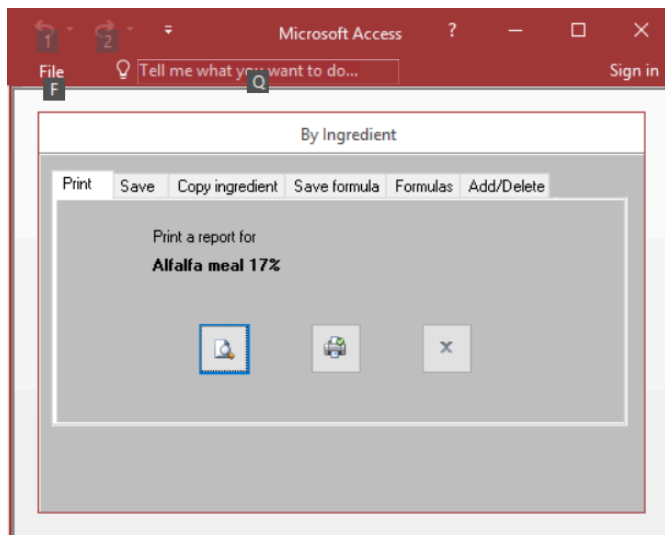 1 2 Microsoft Access ?
File Tell me what you want to do... Sign in
F Q
By Ingredient
Print Save Copy ingredient Save formula Formulas Add/Delete
Print a report for
Alfalfa meal 17%